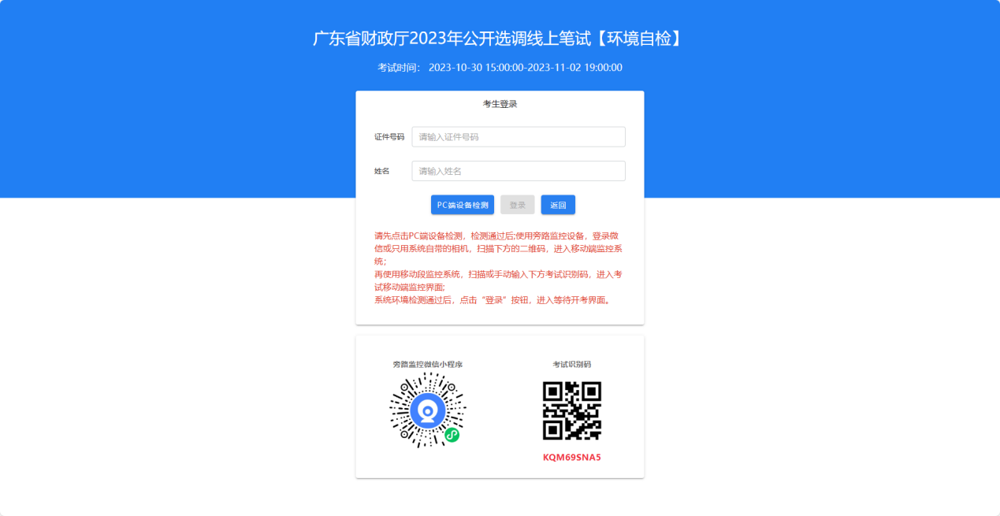 广东省财政厅2023年公开选调线上笔试【环境自检】
考试时间： 2023-10-30 15:00:00-2023-11-02 19:00:00
考生登录
证件号码 请输入证件号码
姓名 请输入姓名
PC端设备检测 登录 返回
请先点击PC端设备检测，检测通过后;使用旁路监控设备，登录微
信或只用系统自带的相机，扫描下方的二维码，进入移动端监控系
统；
再使用移动段监控系统，扫描或手动输入下方考试识别码，进入考
试移动端监控界面;
系统环境检测通过后，点击“登录”按钮，进入等待开考界面。
旁路监控微信小程序 考试识别码
KQM69SNA5